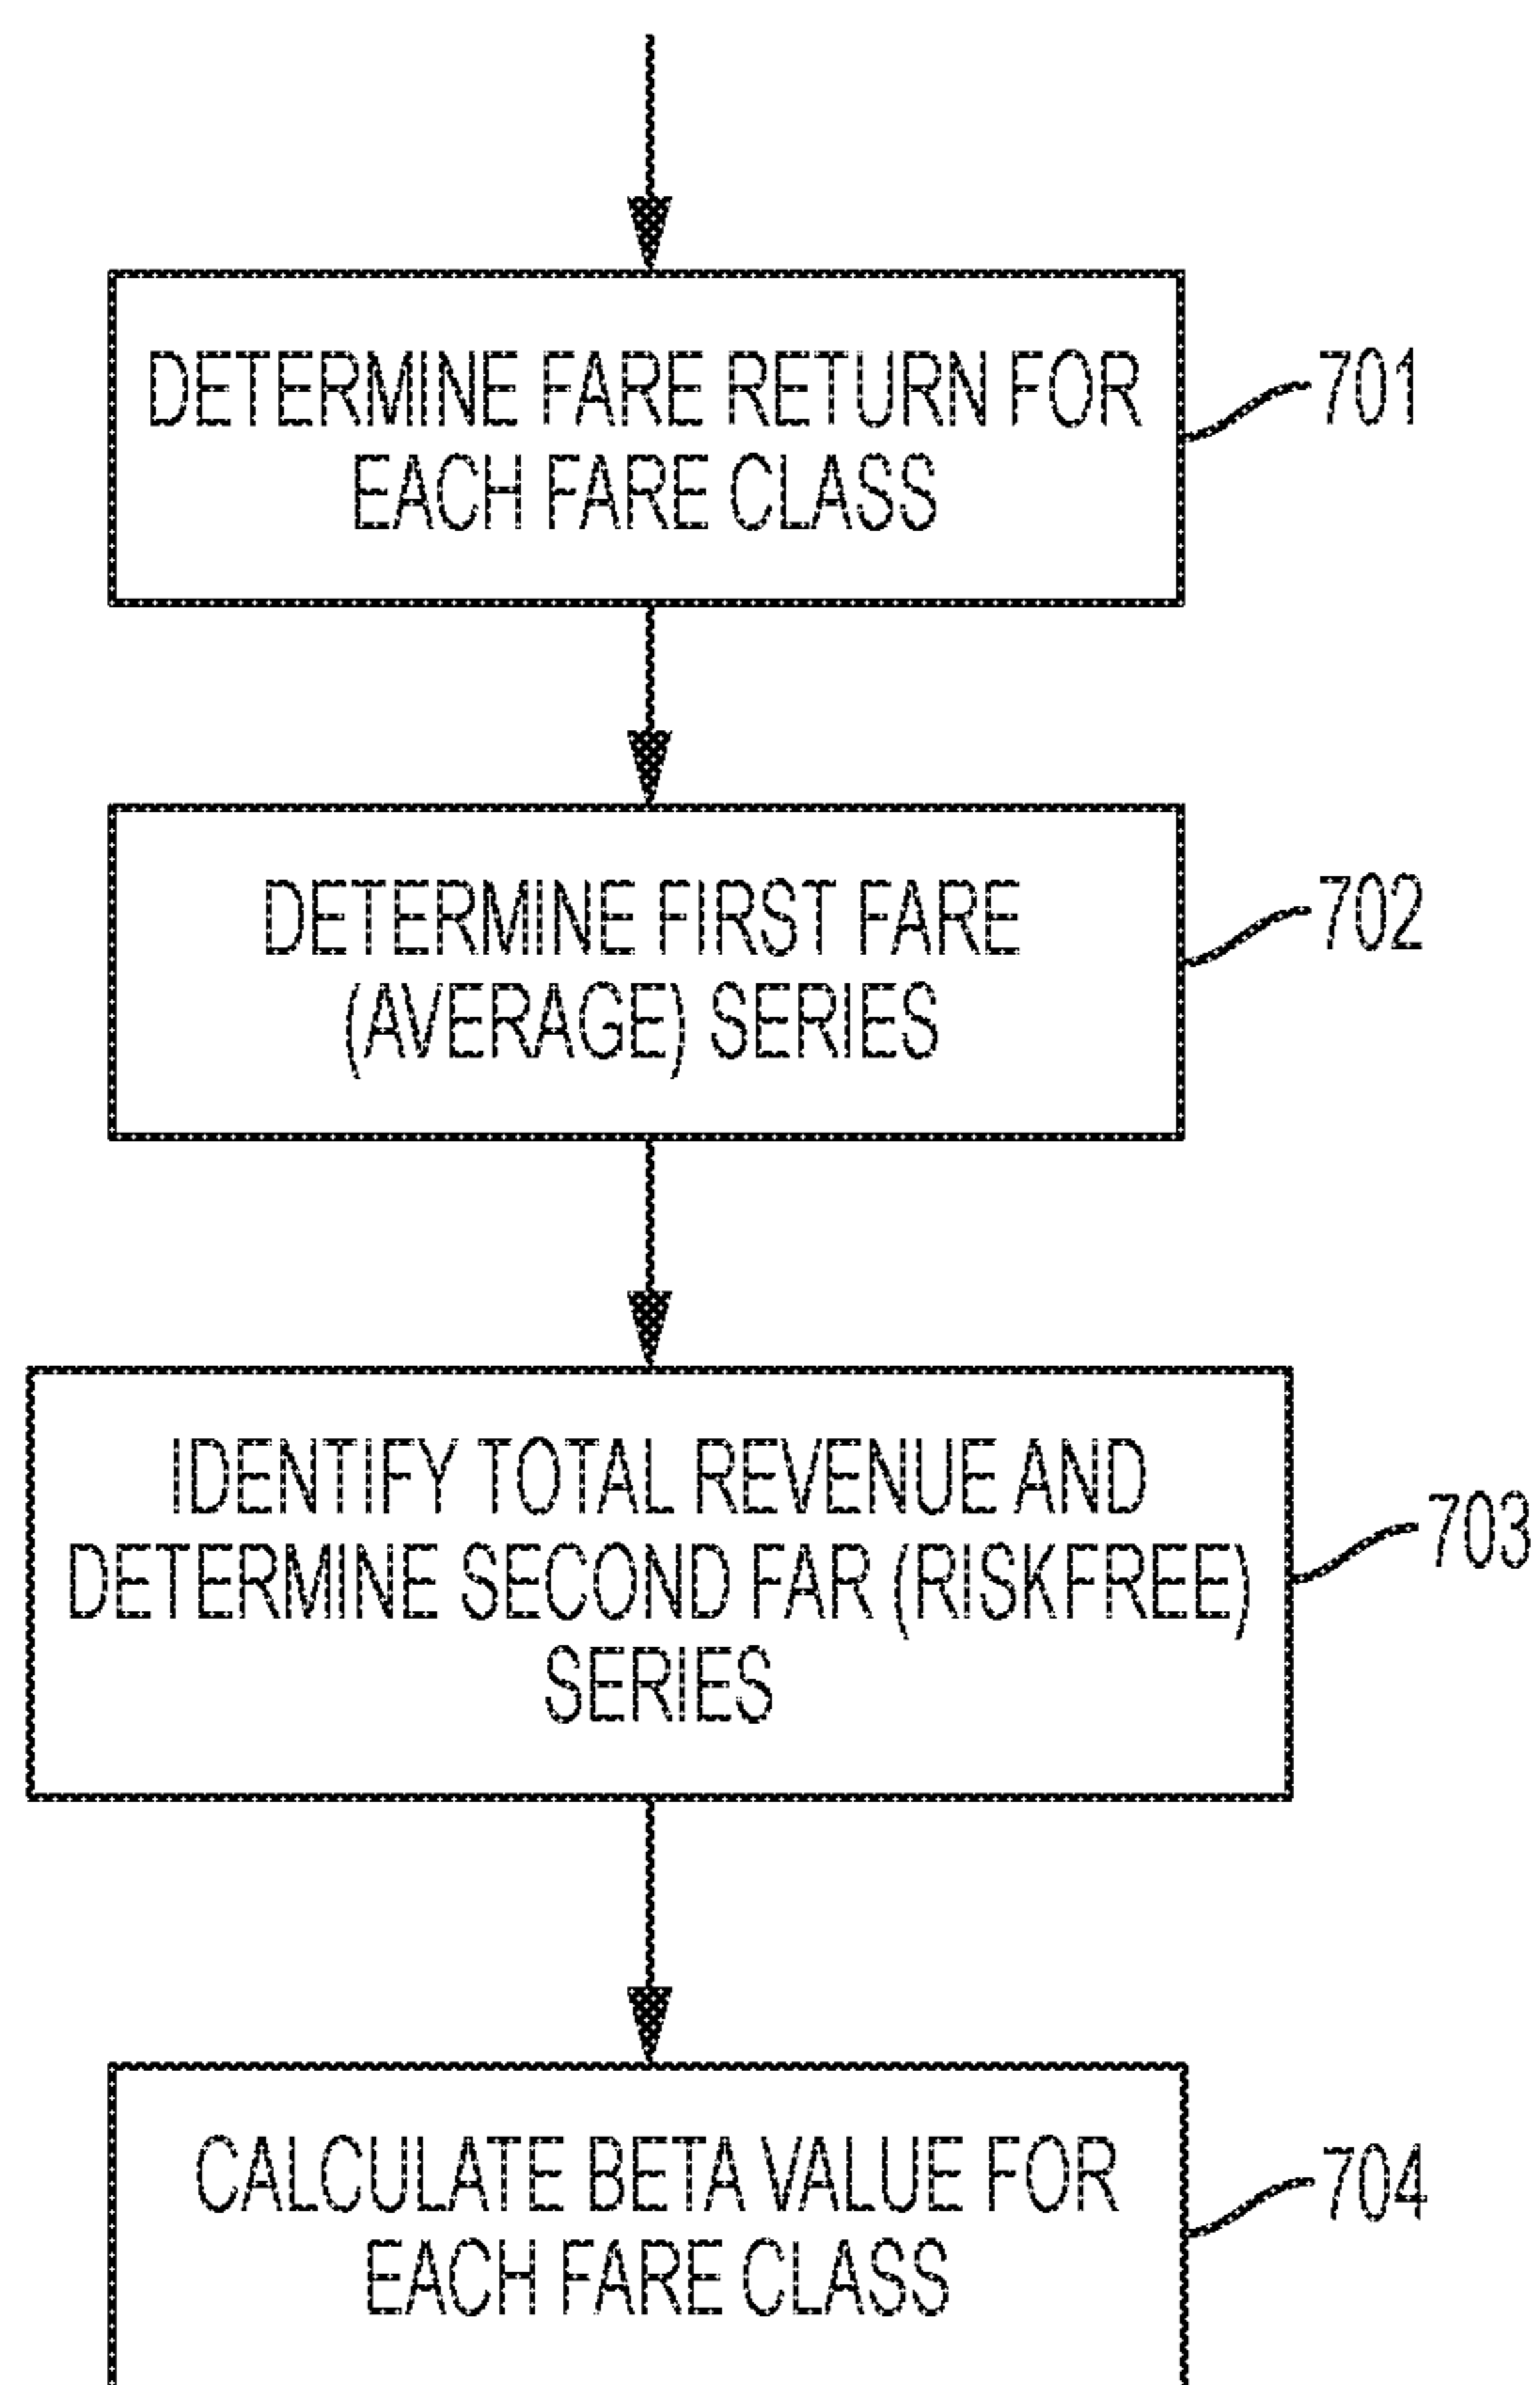 DETERMINE FARE RETURN FOR
EACH FARE CLASS
701
DETERMINE FIRST FARE
(AVERAGE) SERIES
702
IDENTIFY TOTAL REVENUE AND
DETERMINE SECOND FAR (RISKFREE)
SERIES
703
CALCULATE BETA VALUE FOR
EACH FARE CLASS
704